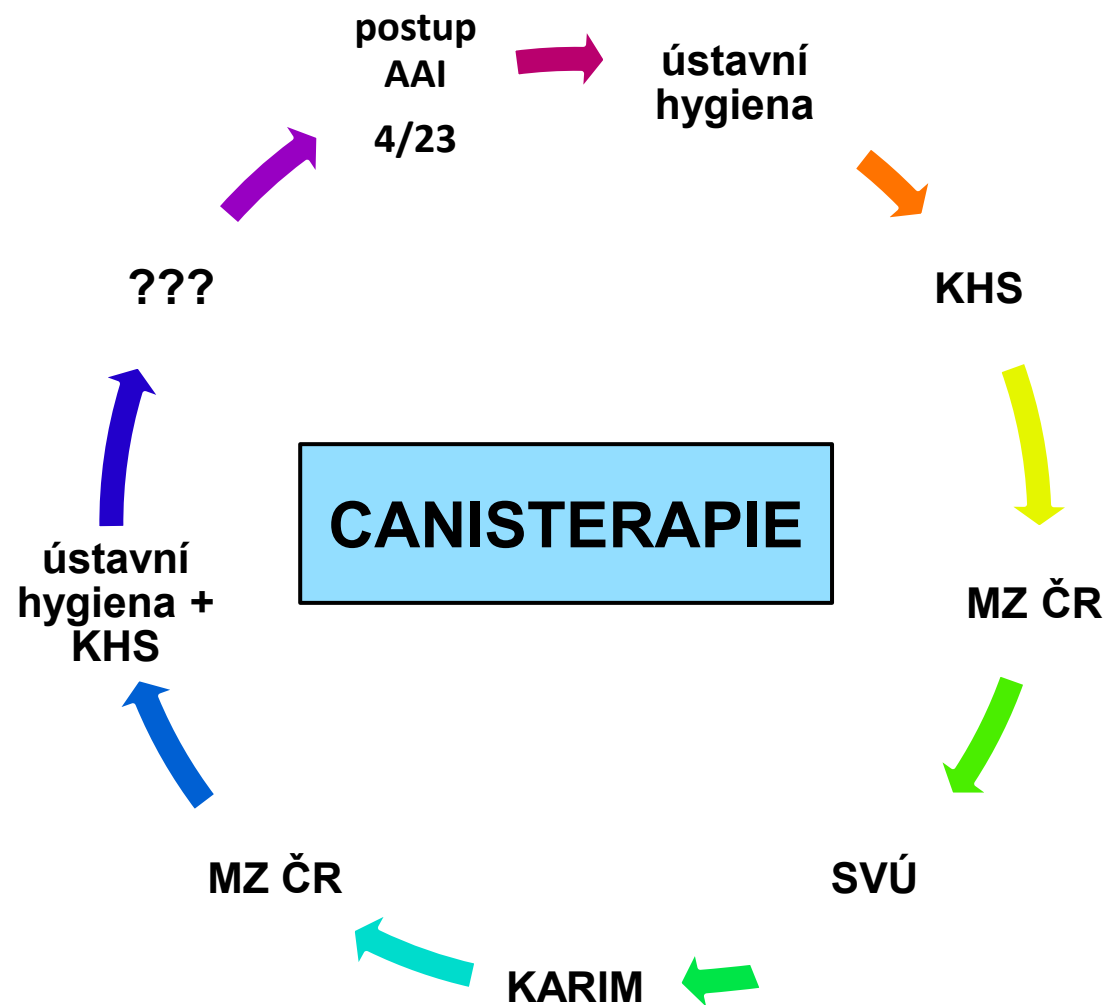 postup
AAI
4/23
ústavní
hygiena
KHS
MZ ČR
SVÚ
KARIM
MZ ČR
ústavní
hygiena +
KHS
???
CANISTERAPIE